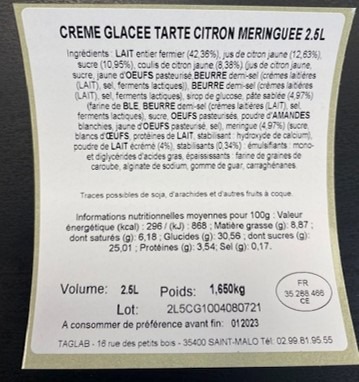 CREME GLACEE TARTE CITRON MERINGUEE 2.5L
Ingrédients : LAIT entier fermier (42,36%), jus de citron jaune (12,63%),
sucre (10,95%), coulis de citron jaune (8,38%) (jus de citron jaune,
sucre, jaune d'OEUFS pasteurisé,BEURRE demi-sel (crèmes laitières
(LAIT), sel, ferments lactiques)), BEURRE demi-sel (crèmes laitières
(LAIT), sel, ferments lactiques), sirop de glucose, pâte sablée (4,97%)
(farine de BLE, BEURRE demi-sel (crèmes laitières (LAIT), sel,
ferments lactiques), sucre, OEUFS pasteurisés, poudre d'AMANDES
blanchies, jaune d'OEUFS pasteurisé, sel), meringue (4,97%) (sucre,
blancs d'ŒUFS, protéines de LAIT, stabilisant : hydroxyde de calcium),
poudre de LAIT écrémé (4%), stabilisants (0,34%) : émulsifiants : mono-
et diglycérides d'acides gras, épaississants : farine de graines de
caroube, alginate de sodium, gomme de guar, carraghénanes.
Traces possibles de soja, d'arachides et d'autres fruits à coque.
Informations nutritionnelles moyennes pour 100g : Valeur
énergétique (kcal) : 296 / (kJ) : 868 ; Matière grasse (g) : 8,87 ;
dont saturés (g) : 6,18 ; Glucides (g) : 30,56 ; dont sucres (g) :
25,01 ; Protéines (g) : 3,54; Sel (g) : 0,17.
Volume: 2.5L Poids: 1,650kg
FR
35.288.466
CE
Lot: 2L5CG1004080721
A consommer de préférence avant fin: 012023
TAGLAB - 16 rue des petits bois - 35400 SAINT-MALO Tél: 02.99.81.95.55